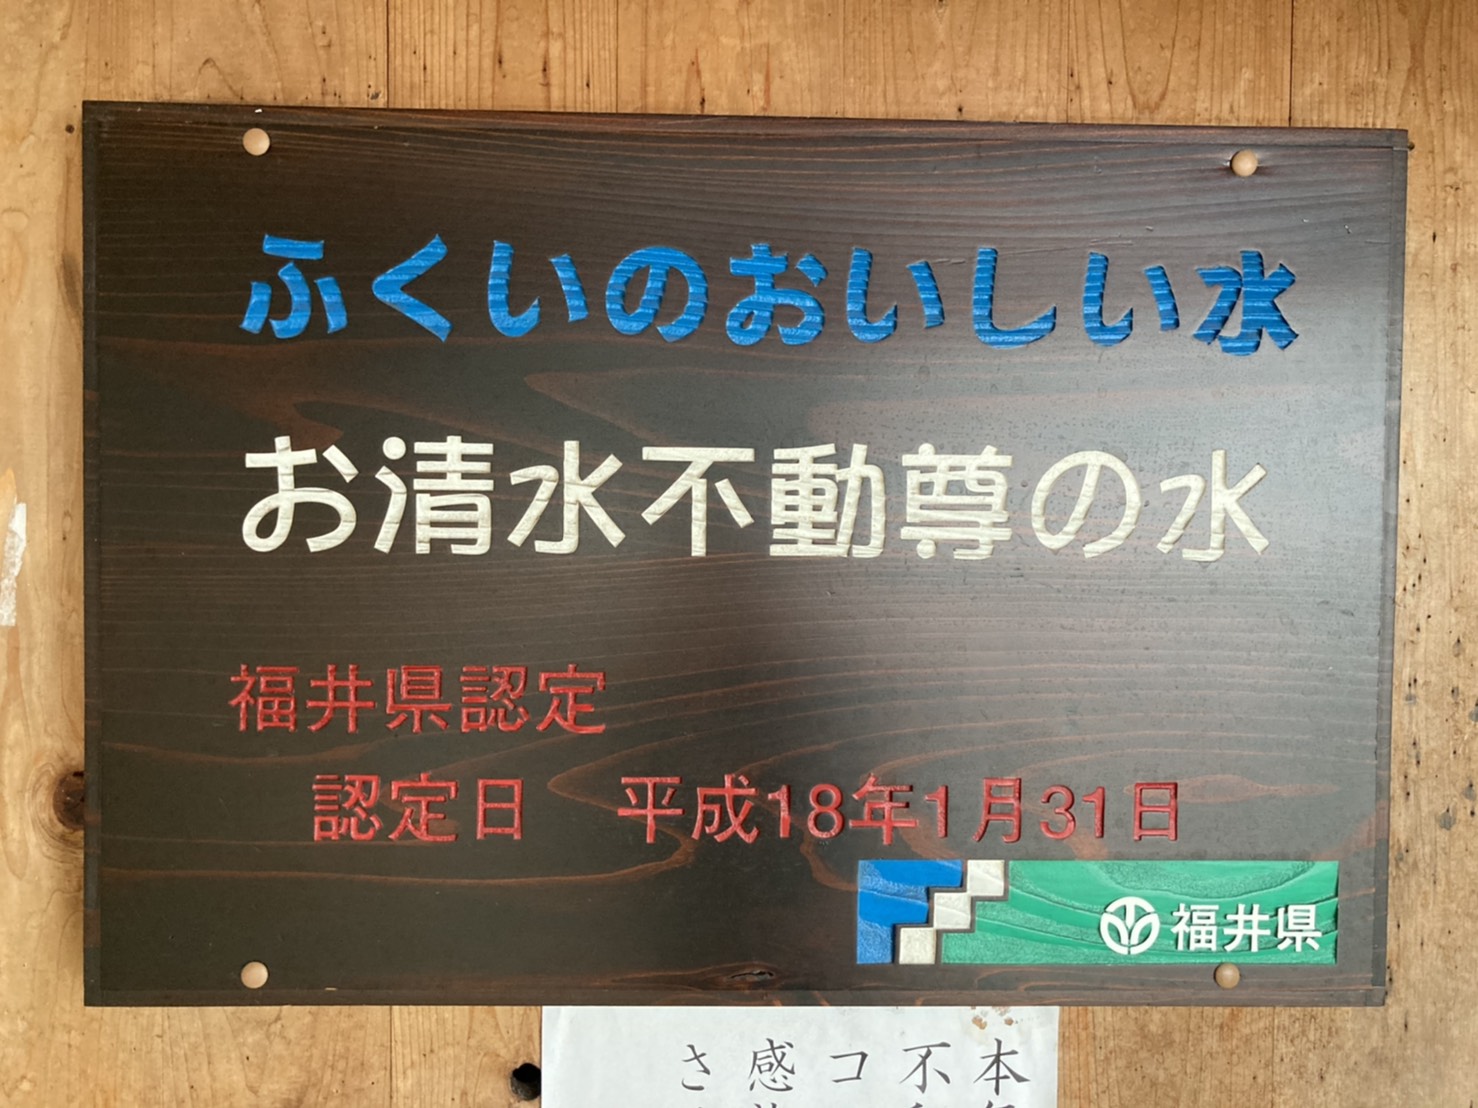 ふくいのおいしい水
お清水不動尊の水
福井県認定
認定日　平成18年1月31日
福井県
本
不
コ
感
さ